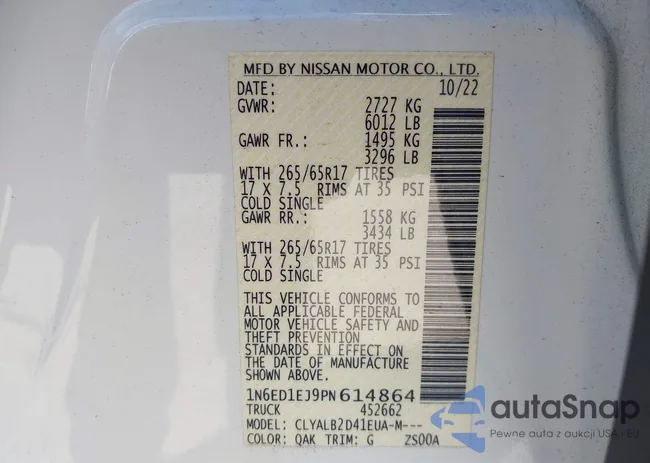 MFD BY NISSAN MOTOR CO., LTD.
DATE: 10/22
GVWR: 2727 KG
6012 LB
GAWR FR.: 1495 KG
3296 LB
WITH 265/65R17 TIRES
17 X 7.5 RIMS AT 35 PSI
COLD SINGLE
GAWR RR.: 1558 KG
3434 LB
WITH 265/65R17 TIRES
17 X 7.5 RIMS AT 35 PSI
COLD SINGLE
THIS VEHICLE CONFORMS TO
ALL APPLICABLE FEDERAL
MOTOR VEHICLE SAFETY AND
THEFT PREVENTION
STANDARDS IN EFFECT ON
THE DATE OF MANUFACTURE
SHOWN ABOVE.
1N6ED1EJ9PN614864
TRUCK 452662
MODEL: CLYALB2D41EUA-M---
COLOR: QAK TRIM: G ZS00A
autoSnap
Pewne auta z aukcji USA - EU